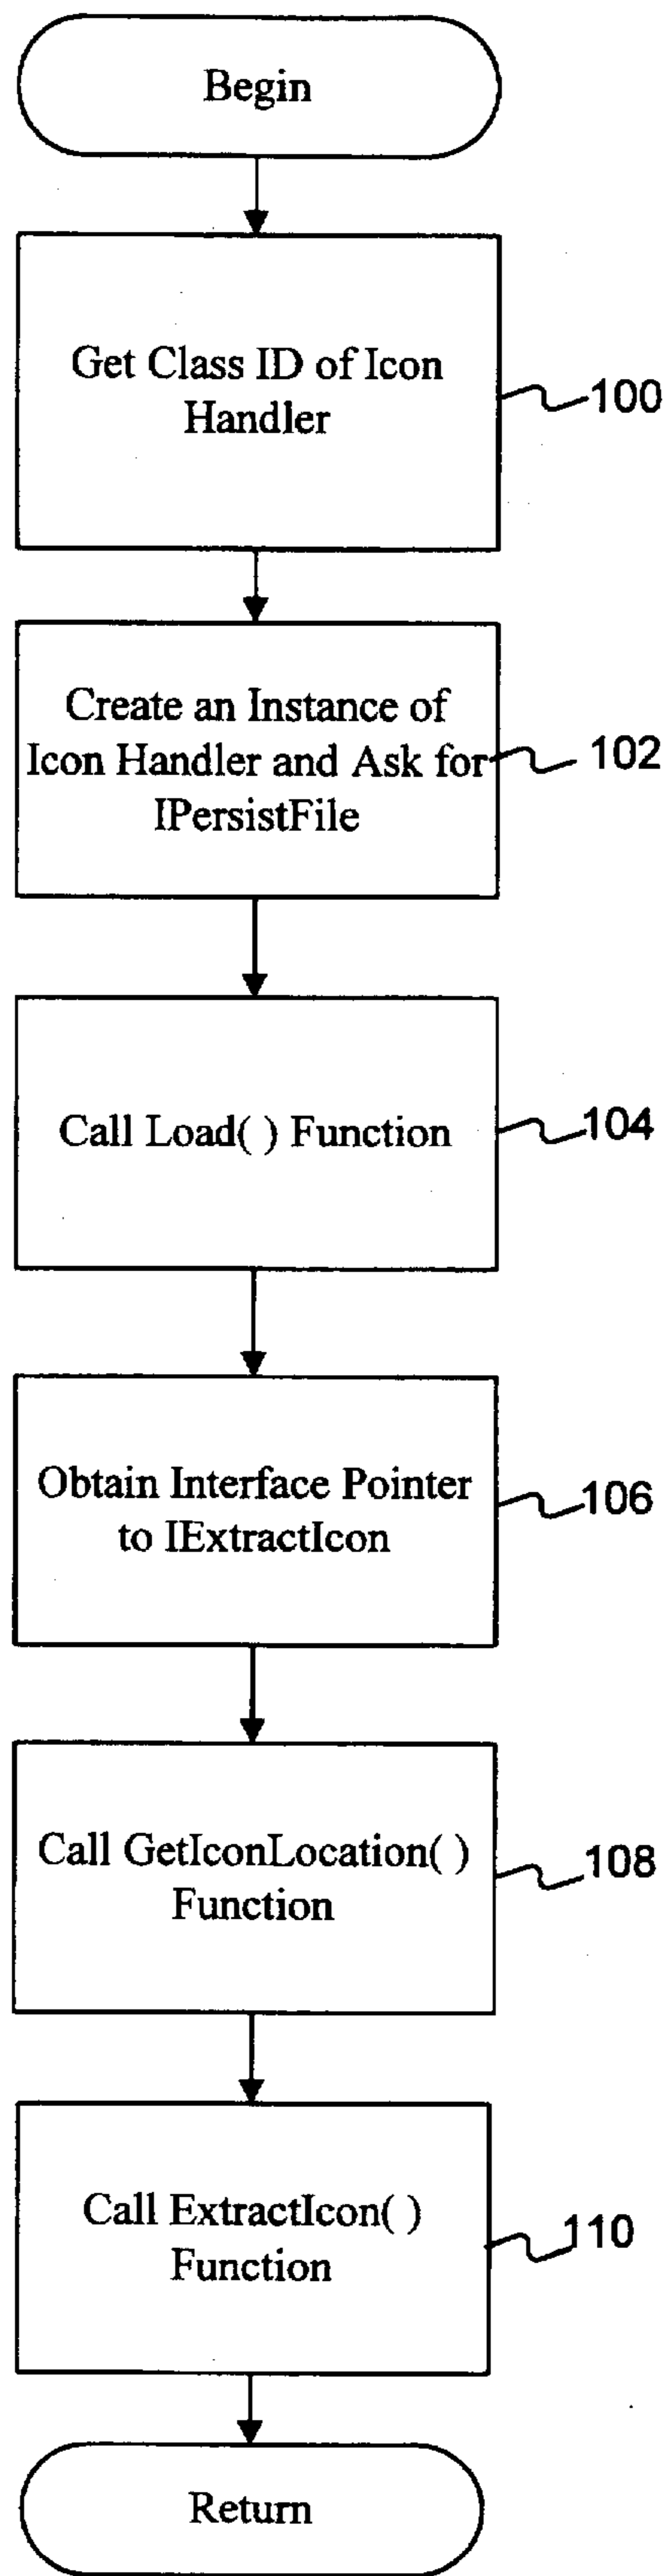 Begin
Get Class ID of Icon
Handler
100
Create an Instance of
Icon Handler and Ask for
IPersistFile
102
Call Load( ) Function
104
Obtain Interface Pointer
to IExtractIcon
106
Call GetIconLocation( )
Function
108
Call ExtractIcon( )
Function
110
Return